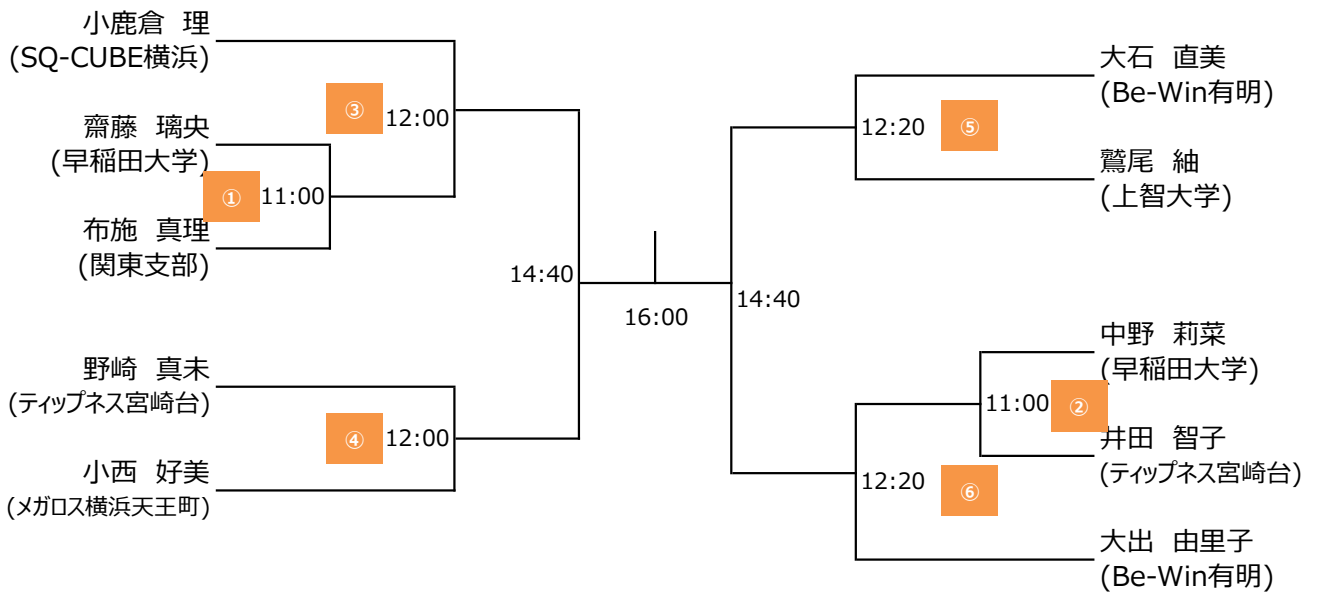 小鹿倉 理
(SQ-CUBE横浜)
③ 12:00
齋藤 璃央
(早稲田大学)
① 11:00
布施 真理
(関東支部)
14:40
野崎 真未
(ティップネス宮崎台)
④ 12:00
小西 好美
(メガロス横浜天王町)
16:00
大石 直美
(Be-Win有明)
12:20 ⑤
鷲尾 紬
(上智大学)
14:40
中野 莉菜
(早稲田大学)
11:00 ②
井田 智子
(ティップネス宮崎台)
12:20 ⑥
大出 由里子
(Be-Win有明)